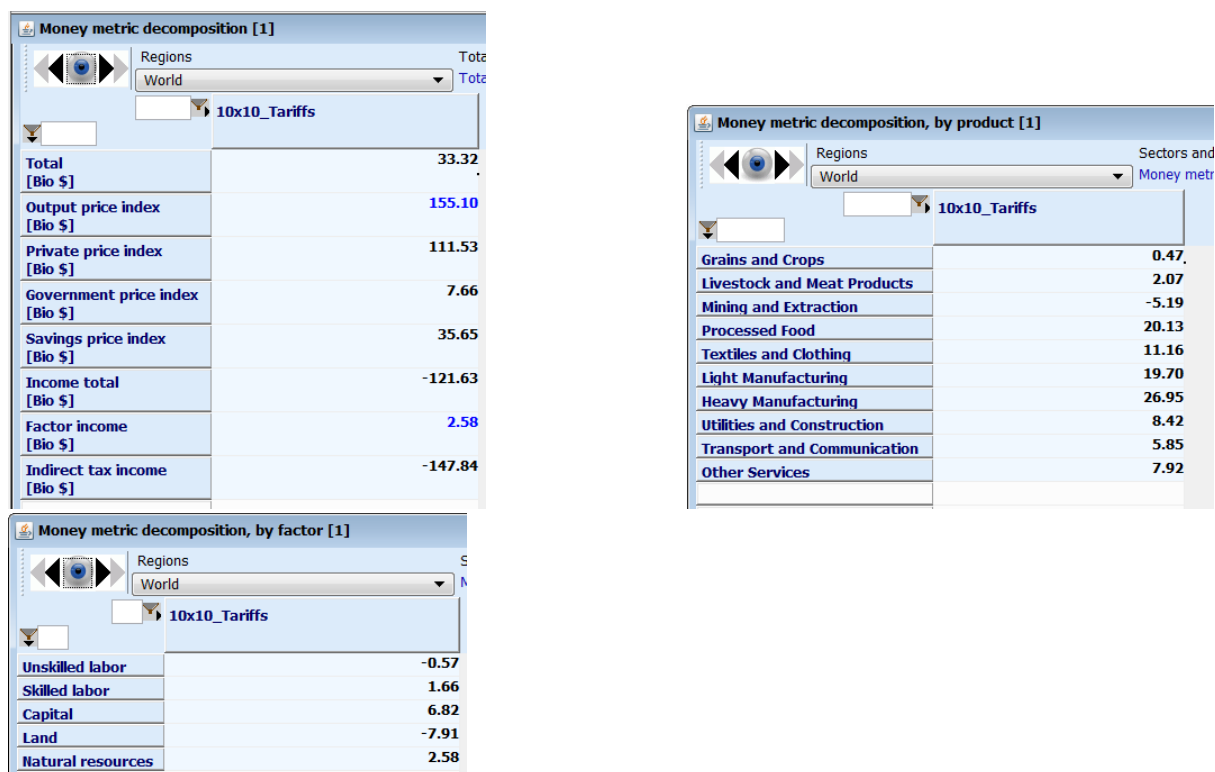 Money metric decomposition [1]
Regions
World
10x10_Tariffs
Total
[Bio $]
33.32
Output price index
[Bio $]
155.10
Private price index
[Bio $]
111.53
Government price index
[Bio $]
7.66
Savings price index
[Bio $]
35.65
Income total
[Bio $]
-121.63
Factor income
[Bio $]
2.58
Indirect tax income
[Bio $]
-147.84
Money metric decomposition, by product [1]
Regions
Sectors and
World
Money metr
10x10_Tariffs
Grains and Crops 0.47
Livestock and Meat Products 2.07
Mining and Extraction -5.19
Processed Food 20.13
Textiles and Clothing 11.16
Light Manufacturing 19.70
Heavy Manufacturing 26.95
Utilities and Construction 8.42
Transport and Communication 5.85
Other Services 7.92
Money metric decomposition, by factor [1]
Regions
World
10x10_Tariffs
Unskilled labor -0.57
Skilled labor 1.66
Capital 6.82
Land -7.91
Natural resources 2.58